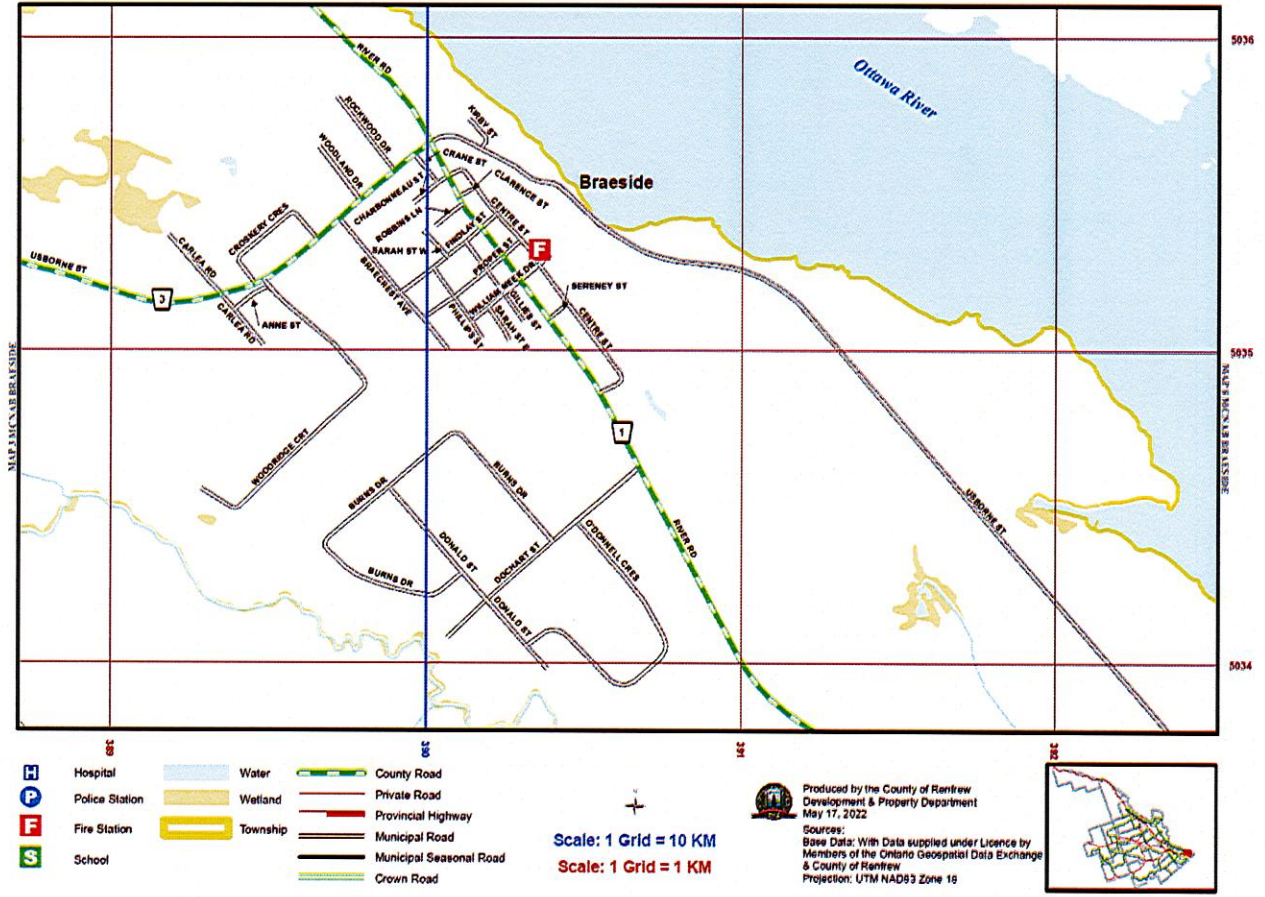 5036
RIVER RD
Ottawa River
ROCKWOOD DR
KIRBY ST
WOODLAND DR
CRANE ST
Braeside
CHARBONNEAU ST
CLARENCE ST
CROSKERY CRES
ROBBINS LN
CENTRE ST
FINDLAY ST
CARLEA RD
SARAH ST W
F
USBORNE ST
PROPER ST
BRAECREST AVE
WILLIAM MEEK DR
SERENEY ST
3
GILLIES ST
PHILLIPS ST
SARAH ST E
CENTRE ST
ANNE ST
CARLEA RD
5035
MAP 3 MCNAB BRAESIDE
1
WOODRIDGE CRT
BURNS DR
BURNS DR
USBORNE ST
DONALD ST
O'DONNELL CRES
RIVER RD
DOCHART ST
BURNS DR
DONALD ST
5034
389
390
391
392
H Hospital
P Police Station
F Fire Station
S School
Water
Wetland
Township
County Road
Private Road
Provincial Highway
Municipal Road
Municipal Seasonal Road
Crown Road
N
Scale: 1 Grid = 10 KM
Scale: 1 Grid = 1 KM
Produced by the County of Renfrew
Development & Property Department
May 17, 2022
Sources:
Base Data: With Data supplied under Licence by
Members of the Ontario Geospatial Data Exchange
& County of Renfrew
Projection: UTM NAD83 Zone 18